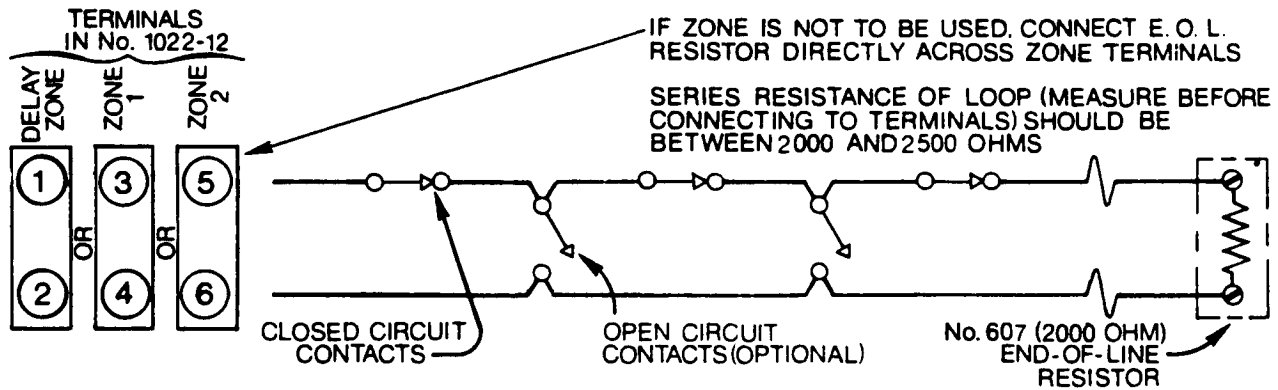 TERMINALS
IN No. 1022-12
DELAY
ZONE
ZONE
1
ZONE
2
1
3
5
OR
OR
2
4
6
IF ZONE IS NOT TO BE USED, CONNECT E.O.L.
RESISTOR DIRECTLY ACROSS ZONE TERMINALS
SERIES RESISTANCE OF LOOP (MEASURE BEFORE
CONNECTING TO TERMINALS) SHOULD BE
BETWEEN 2000 AND 2500 OHMS
CLOSED CIRCUIT
CONTACTS
OPEN CIRCUIT
CONTACTS (OPTIONAL)
No. 607 (2000 OHM)
END-OF-LINE
RESISTOR